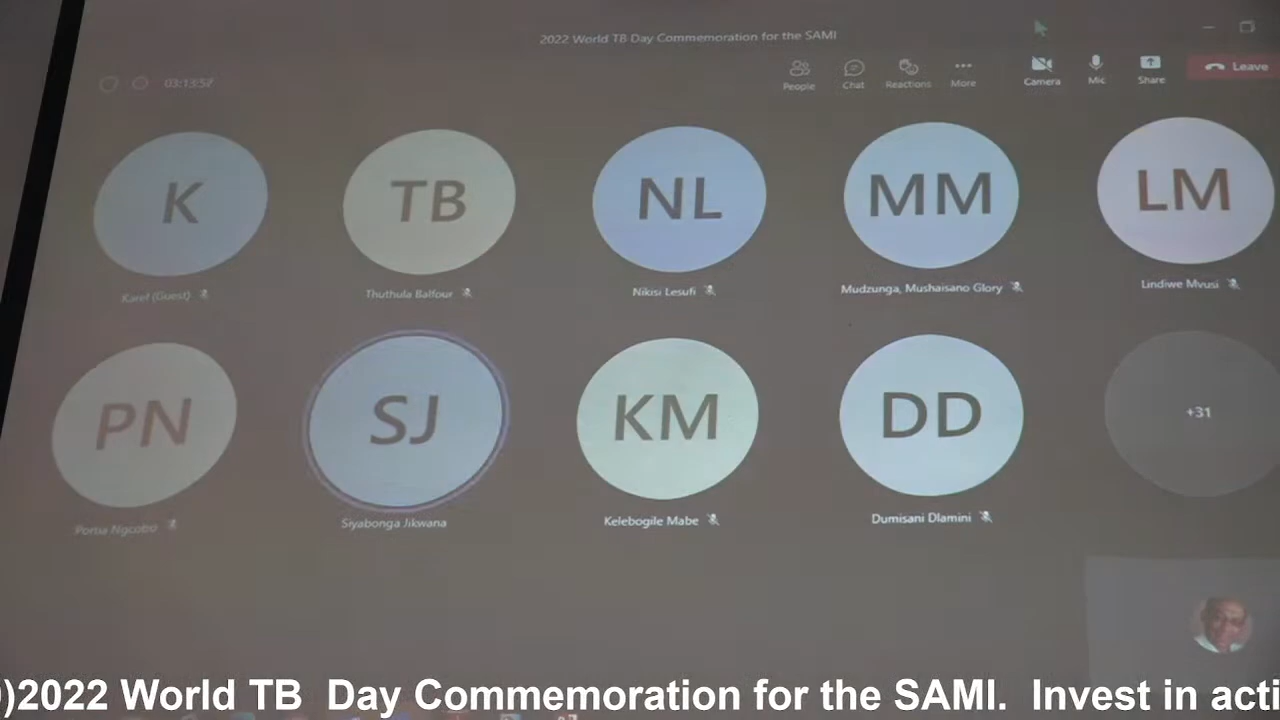 2022 World TB Day Commemoration for the SAMI
03:13:57
People Chat Reactions More Camera Mic Share Leave
K TB NL MM LM
Karel (Guest) Thuthula Balfour Nikisi Lesufi Mudzunga, Mushaisano Glory Lindiwe Mvusi
PN SJ KM DD +31
Portia Ngcobo Siyabonga Jikwana Kelebogile Mabe Dumisani Dlamini
)2022 World TB Day Commemoration for the SAMI. Invest in acti